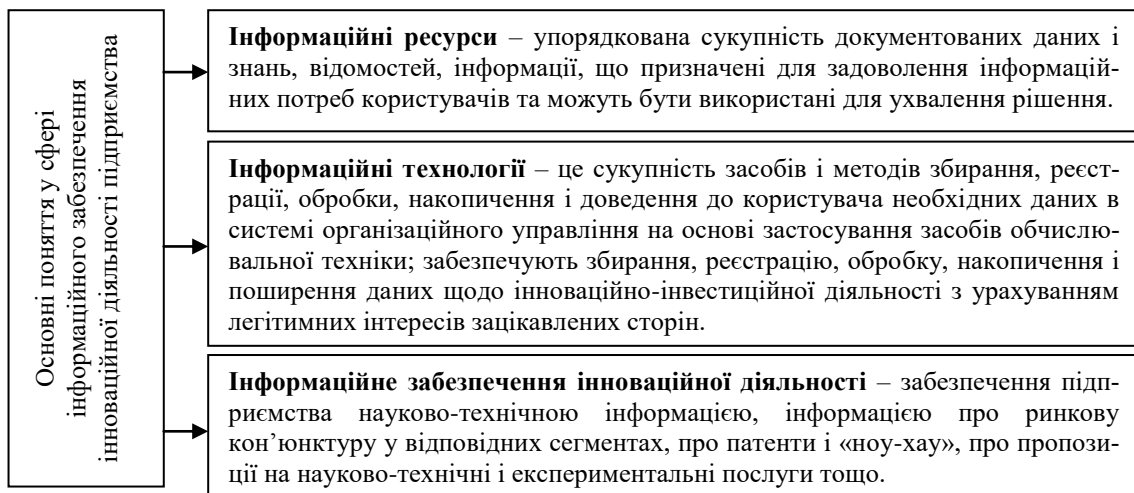 Основні поняття у сфері
інформаційного забезпечення
інноваційної діяльності підприємства
Інформаційні ресурси – упорядкована сукупність документованих даних і
знань, відомостей, інформації, що призначені для задоволення інформацій-
них потреб користувачів та можуть бути використані для ухвалення рішення.
Інформаційні технології – це сукупність засобів і методів збирання, реєст-
рації, обробки, накопичення і доведення до користувача необхідних даних в
системі організаційного управління на основі застосування засобів обчислю-
вальної техніки; забезпечують збирання, реєстрацію, обробку, накопичення і
поширення даних щодо інноваційно-інвестиційної діяльності з урахуванням
легітимних інтересів зацікавлених сторін.
Інформаційне забезпечення інноваційної діяльності – забезпечення підп-
риємства науково-технічною інформацією, інформацією про ринкову
кон’юнктуру у відповідних сегментах, про патенти і «ноу-хау», про пропози-
ції на науково-технічні і експериментальні послуги тощо.